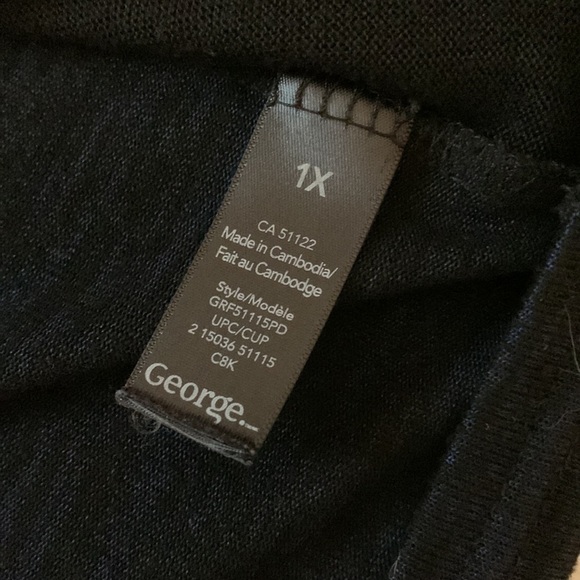 1X
CA 51122
Made in Cambodia/
Fait au Cambodge
Style/Modèle
GRF51115PD
UPC/CUP
2 15036 51115
C8K
George.